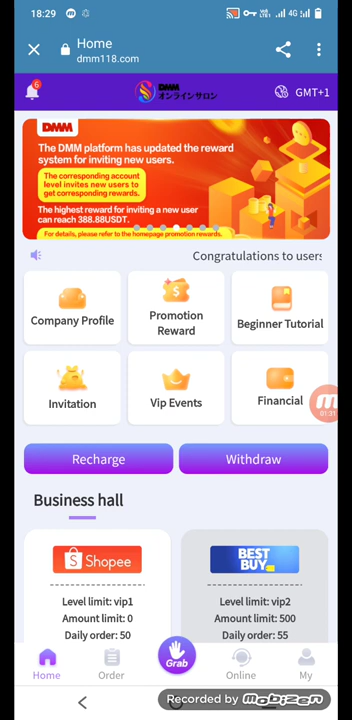 18:29
4G
Home
dmm118.com
6
DMM
オンラインサロン
GMT+1
DMM
The DMM platform has updated the reward
system for inviting new users.
The corresponding account
level invites new users to
get corresponding rewards.
The highest reward for inviting a new user
can reach 388.88USDT.
For details, please refer to the homepage promotion rewards.
Congratulations to users
Company Profile
Promotion
Reward
Beginner Tutorial
Invitation
Vip Events
Financial
01:31
Recharge
Withdraw
Business hall
Shopee
Level limit: vip1
Amount limit: 0
Daily order: 50
BEST
BUY
Level limit: vip2
Amount limit: 500
Daily order: 55
Home
Order
Grab
Online
My
Recorded by mobizen